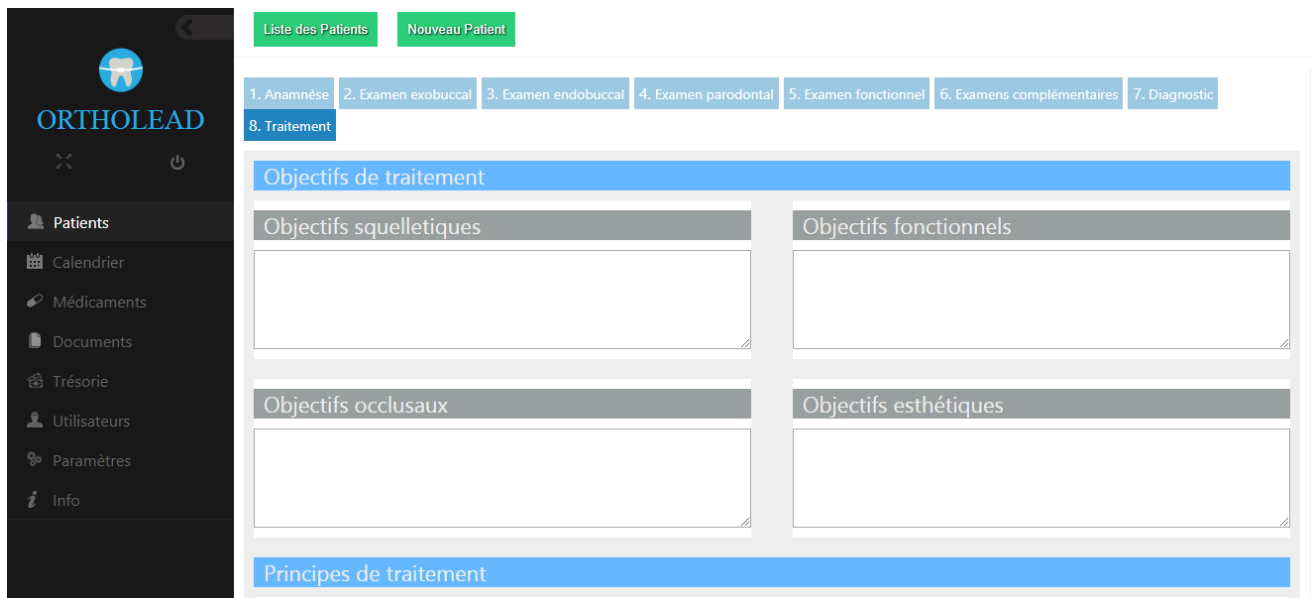 Liste des Patients Nouveau Patient
ORTHOLEAD
1. Anamnèse 2. Examen exobuccal 3. Examen endobuccal 4. Examen parodontal 5. Examen fonctionnel 6. Examens complémentaires 7. Diagnostic
8. Traitement
Patients
Calendrier
Médicaments
Documents
Trésorie
Utilisateurs
Paramètres
Info
Objectifs de traitement
Objectifs squelletiques Objectifs fonctionnels
Objectifs occlusaux Objectifs esthétiques
Principes de traitement